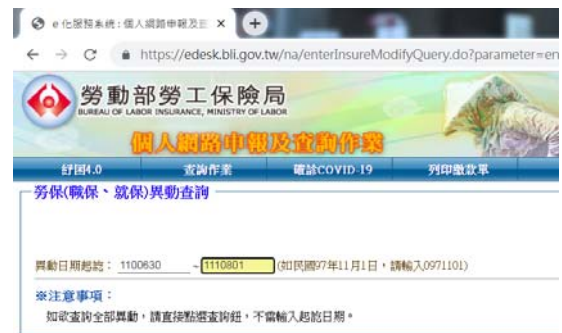 e 化服務系統:個人網路申報及
https://edesk.bli.gov.tw/na/enterInsureModifyQuery.do?parameter=en
勞動部勞工保險局
BUREAU OF LABOR INSURANCE, MINISTRY OF LABOR
個人網路申報及查詢作業
紓困4.0 查詢作業 確診COVID-19 列印繳款單
勞保(職保、就保)異動查詢
異動日期起訖: 1100630 ~ 1110801 (如民國97年11月1日,請輸入0971101)
※注意事項:
如欲查詢全部異動,請直接點選查詢鈕,不需輸入起訖日期。